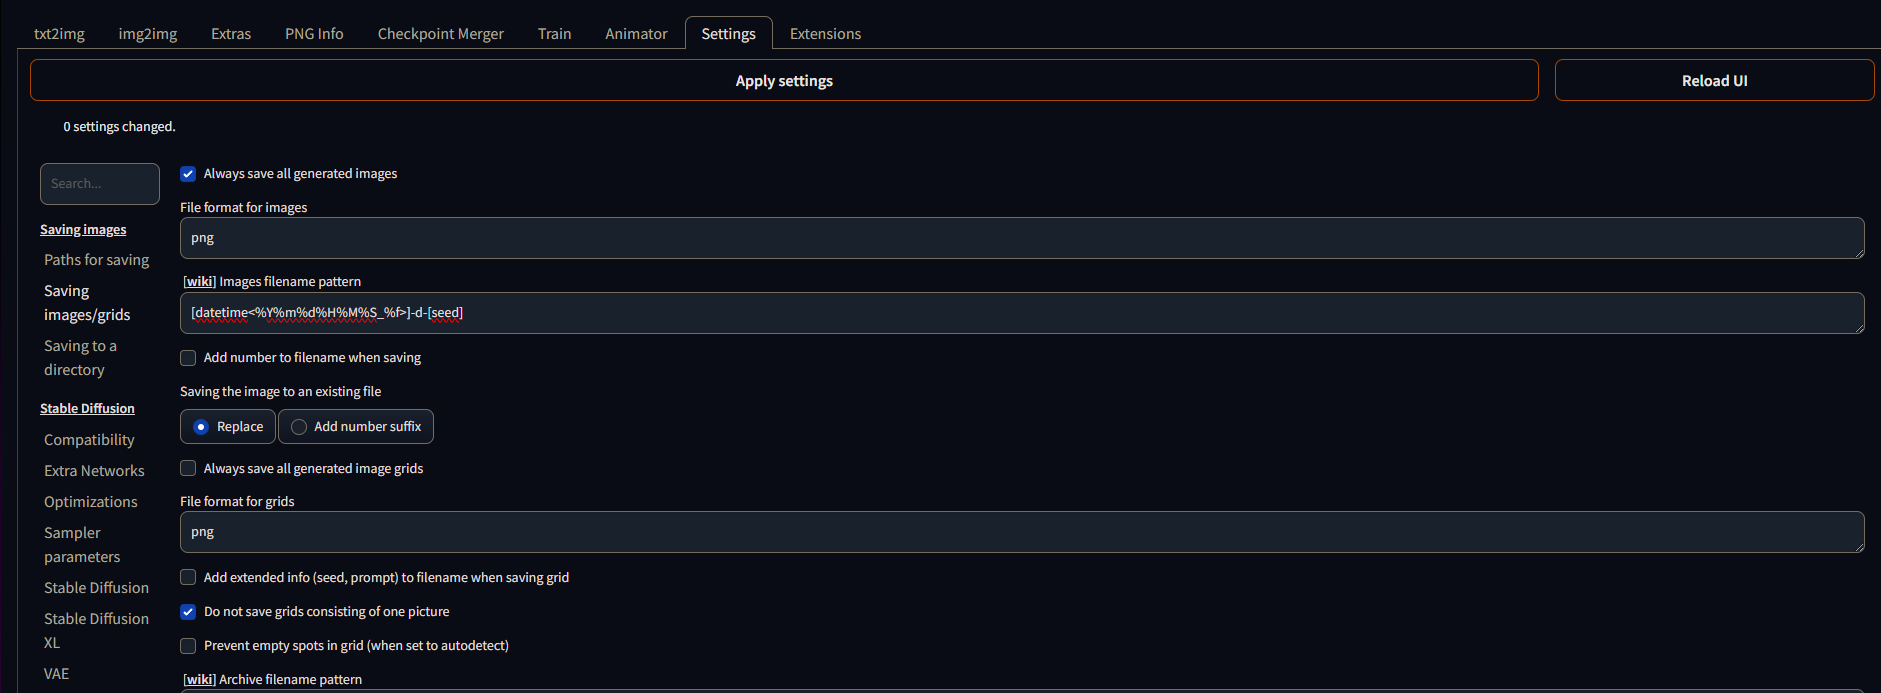 txt2img img2img Extras PNG Info Checkpoint Merger Train Animator Settings Extensions
Apply settings Reload UI
0 settings changed.
Search...
Saving images
Paths for saving
Saving
images/grids
Saving to a
directory
Stable Diffusion
Compatibility
Extra Networks
Optimizations
Sampler
parameters
Stable Diffusion
Stable Diffusion
XL
VAE
Always save all generated images
File format for images
png
[wiki] Images filename pattern
[datetime<%Y%m%d%H%M%S_%f>]-d-[seed]
Add number to filename when saving
Saving the image to an existing file
Replace Add number suffix
Always save all generated image grids
File format for grids
png
Add extended info (seed, prompt) to filename when saving grid
Do not save grids consisting of one picture
Prevent empty spots in grid (when set to autodetect)
[wiki] Archive filename pattern